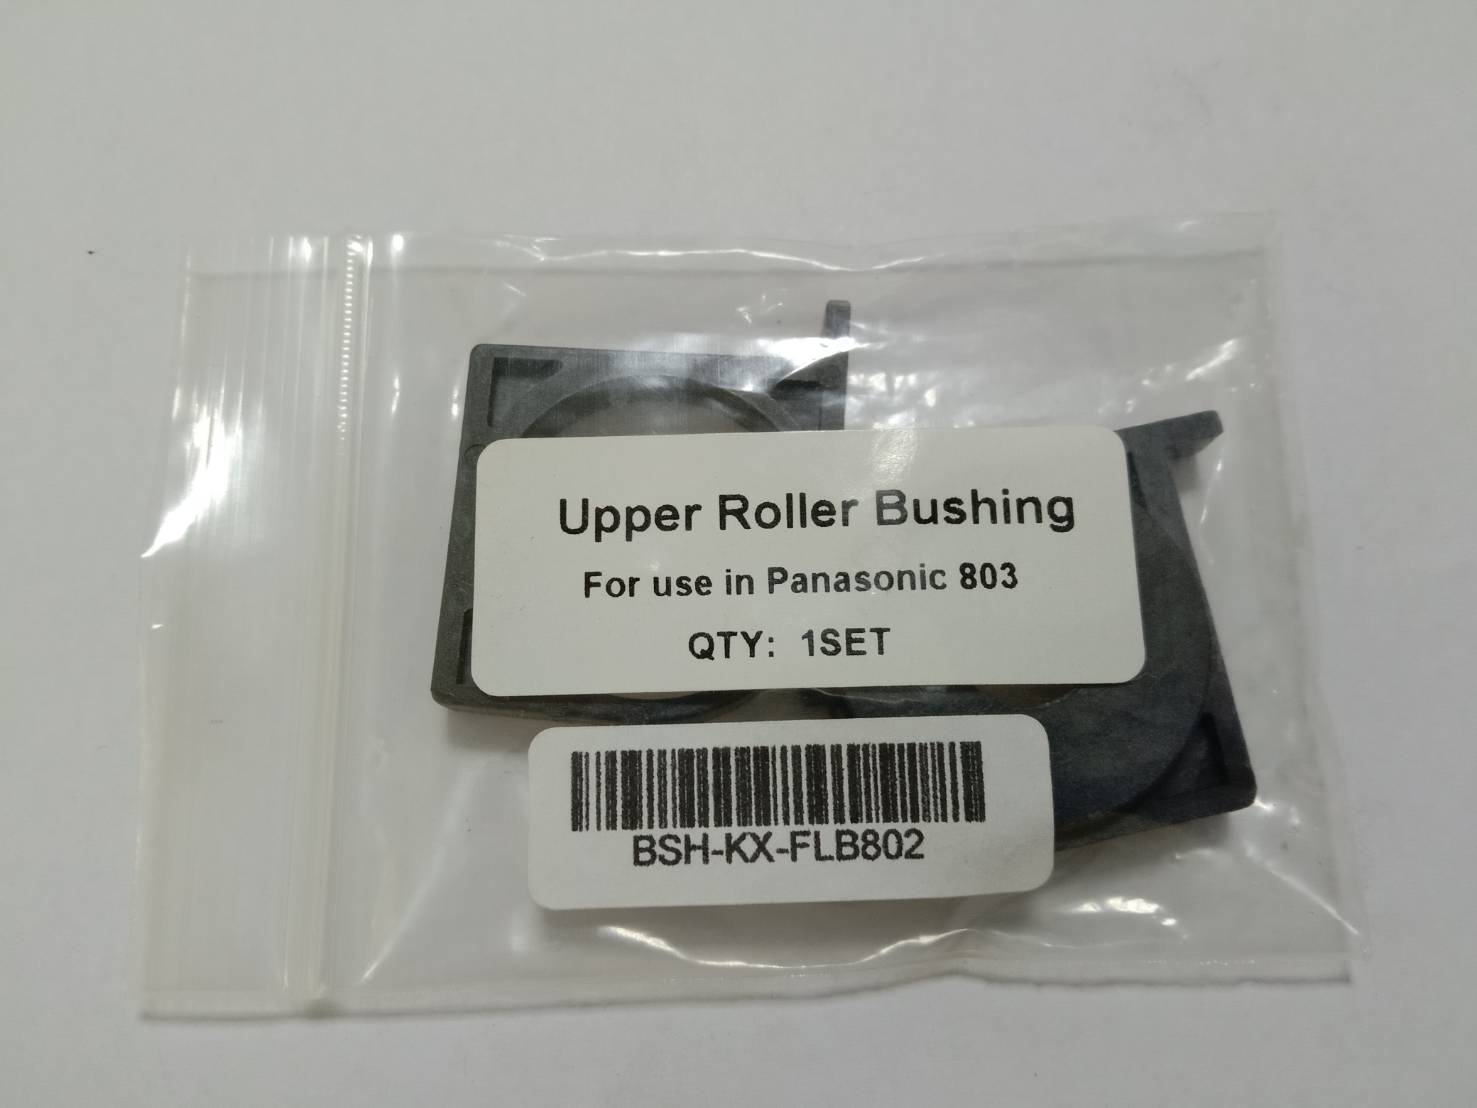 Upper Roller Bushing
For use in Panasonic 803
QTY: 1SET
BSH-KX-FLB802